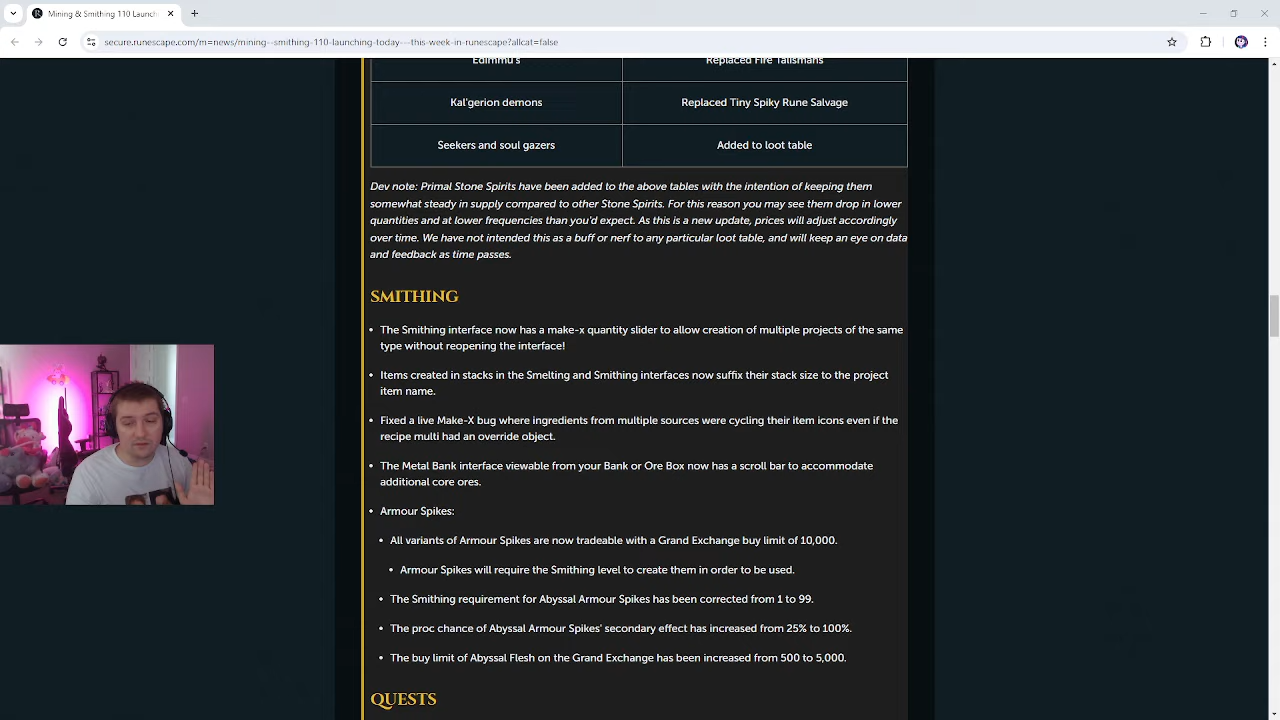 Mining & Smithing 110 Launch
secure.runescape.com/m=news/mining--smithing-110-launching-today---this-week-in-runescape?allcat=false
Edimmu's
Replaced Fire Talismans
Kal'gerion demons
Replaced Tiny Spiky Rune Salvage
Seekers and soul gazers
Added to loot table
Dev note: Primal Stone Spirits have been added to the above tables with the intention of keeping them
somewhat steady in supply compared to other Stone Spirits. For this reason you may see them drop in lower
quantities and at lower frequencies than you'd expect. As this is a new update, prices will adjust accordingly
over time. We have not intended this as a buff or nerf to any particular loot table, and will keep an eye on data
and feedback as time passes.
SMITHING
• The Smithing interface now has a make-x quantity slider to allow creation of multiple projects of the same
type without reopening the interface!
• Items created in stacks in the Smelting and Smithing interfaces now suffix their stack size to the project
item name.
• Fixed a live Make-X bug where ingredients from multiple sources were cycling their item icons even if the
recipe multi had an override object.
• The Metal Bank interface viewable from your Bank or Ore Box now has a scroll bar to accommodate
additional core ores.
• Armour Spikes:
• All variants of Armour Spikes are now tradeable with a Grand Exchange buy limit of 10,000.
• Armour Spikes will require the Smithing level to create them in order to be used.
• The Smithing requirement for Abyssal Armour Spikes has been corrected from 1 to 99.
• The proc chance of Abyssal Armour Spikes' secondary effect has increased from 25% to 100%.
• The buy limit of Abyssal Flesh on the Grand Exchange has been increased from 500 to 5,000.
QUESTS